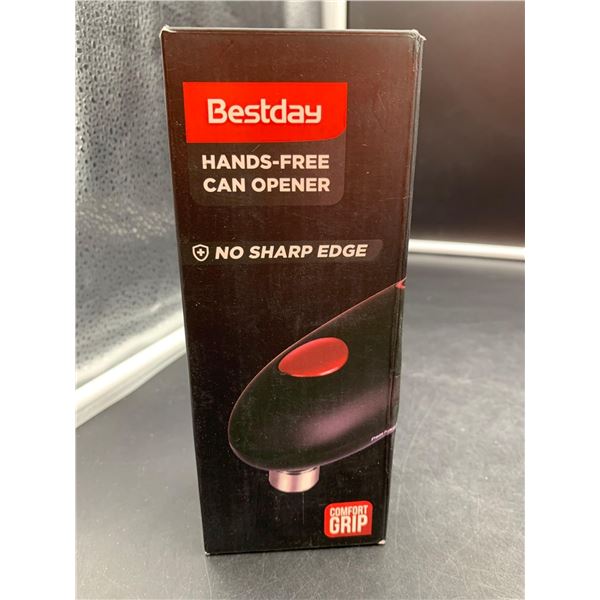 Bestday
HANDS-FREE
CAN OPENER
NO SHARP EDGE
COMFORT
GRIP